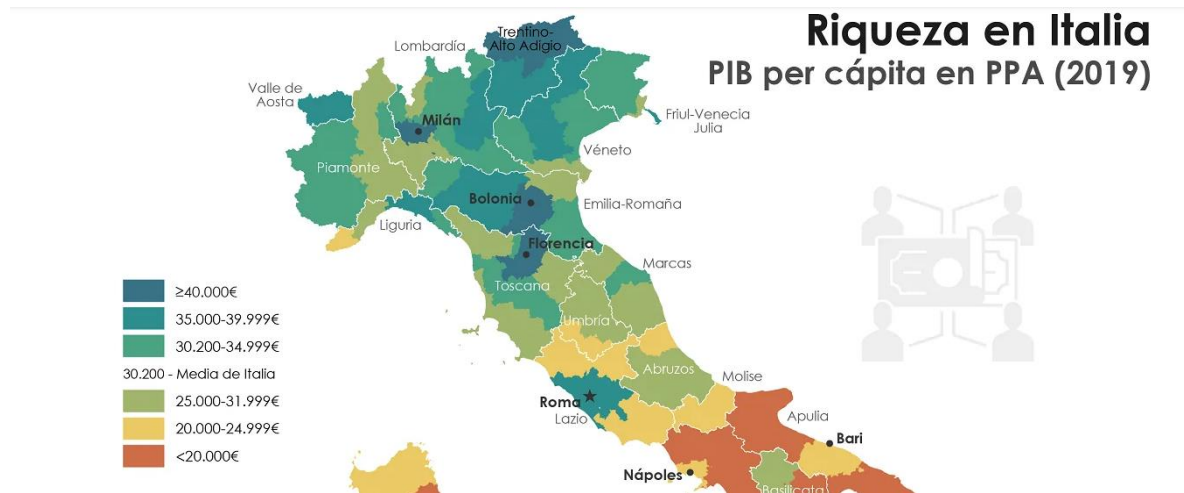 Riqueza en Italia
PIB per cápita en PPA (2019)
Trentino-
Alto Adigio
Lombardía
Valle de
Aosta
Milán
Friul-Venecia
Julia
Véneto
Piamonte
Bolonia
Emilia-Romaña
Liguria
Florencia
Marcas
Toscana
≥40.000€
35.000-39.999€
30.200-34.999€
30.200 - Media de Italia
25.000-31.999€
20.000-24.999€
<20.000€
Umbría
Abruzos
Molise
Roma
Lazio
Apulia
Bari
Nápoles
Basilicata